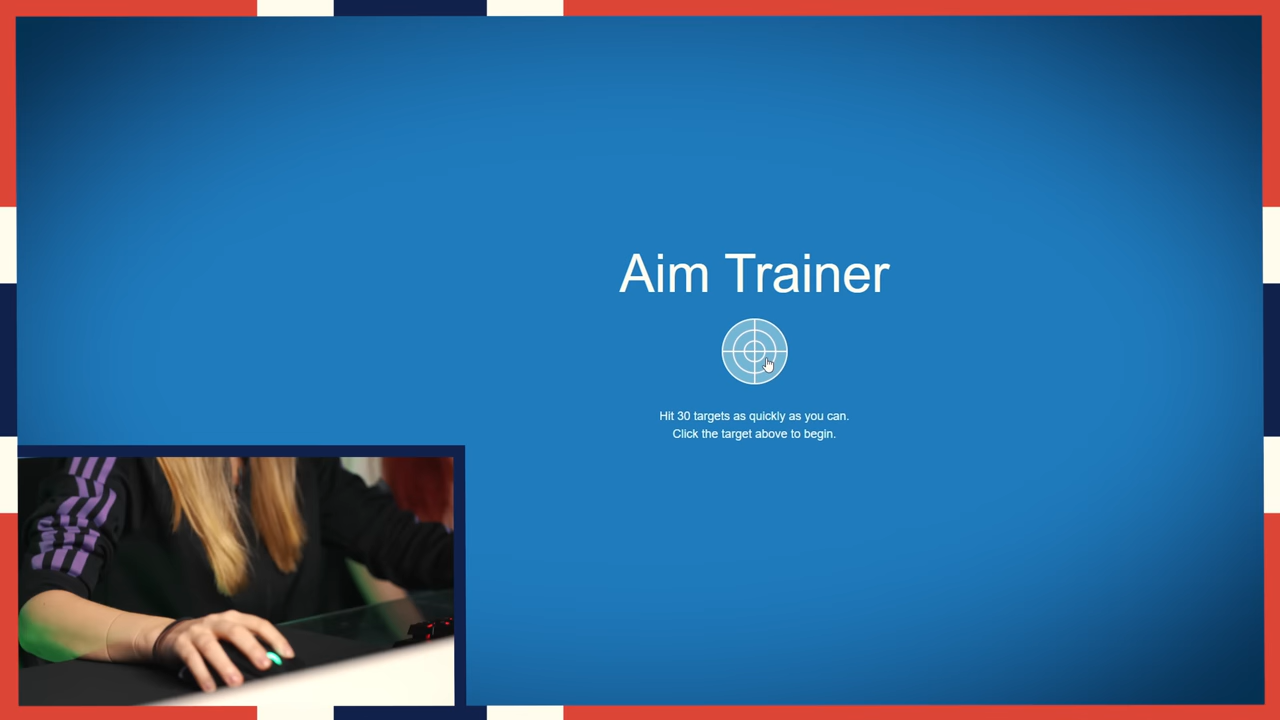 Aim Trainer
Hit 30 targets as quickly as you can.
Click the target above to begin.